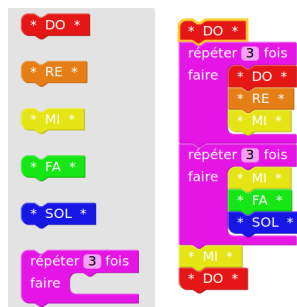 * DO *
* RE *
* MI *
* FA *
* SOL *
répéter 3 fois
faire
* DO *
répéter 3 fois
faire * DO *
* RE *
* MI *
répéter 3 fois
faire * MI *
* FA *
* SOL *
* MI *
* DO *